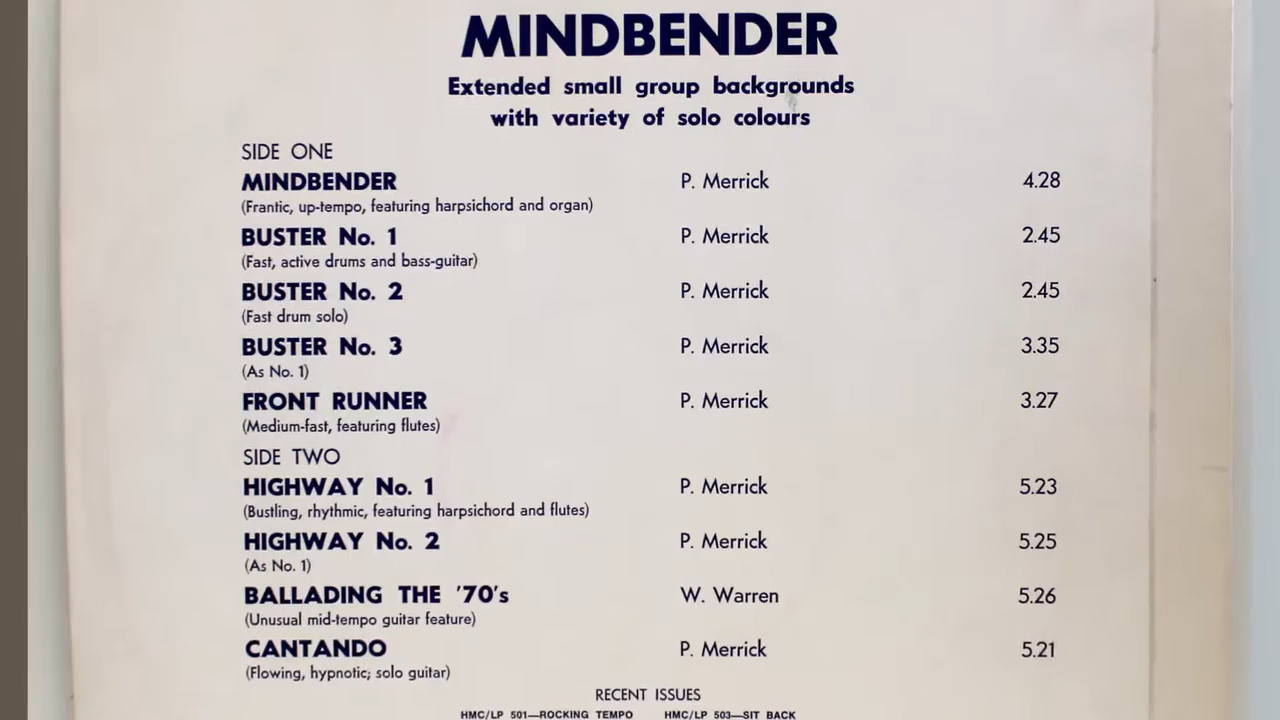 MINDBENDER
Extended small group backgrounds
with variety of solo colours
SIDE ONE
MINDBENDER P. Merrick 4.28
(Frantic, up-tempo, featuring harpsichord and organ)
BUSTER No. 1 P. Merrick 2.45
(Fast, active drums and bass-guitar)
BUSTER No. 2 P. Merrick 2.45
(Fast drum solo)
BUSTER No. 3 P. Merrick 3.35
(As No. 1)
FRONT RUNNER P. Merrick 3.27
(Medium-fast, featuring flutes)
SIDE TWO
HIGHWAY No. 1 P. Merrick 5.23
(Bustling, rhythmic, featuring harpsichord and flutes)
HIGHWAY No. 2 P. Merrick 5.25
(As No. 1)
BALLADING THE '70's W. Warren 5.26
(Unusual mid-tempo guitar feature)
CANTANDO P. Merrick 5.21
(Flowing, hypnotic; solo guitar)
RECENT ISSUES
HMC/LP 501—ROCKING TEMPO HMC/LP 503—SIT BACK